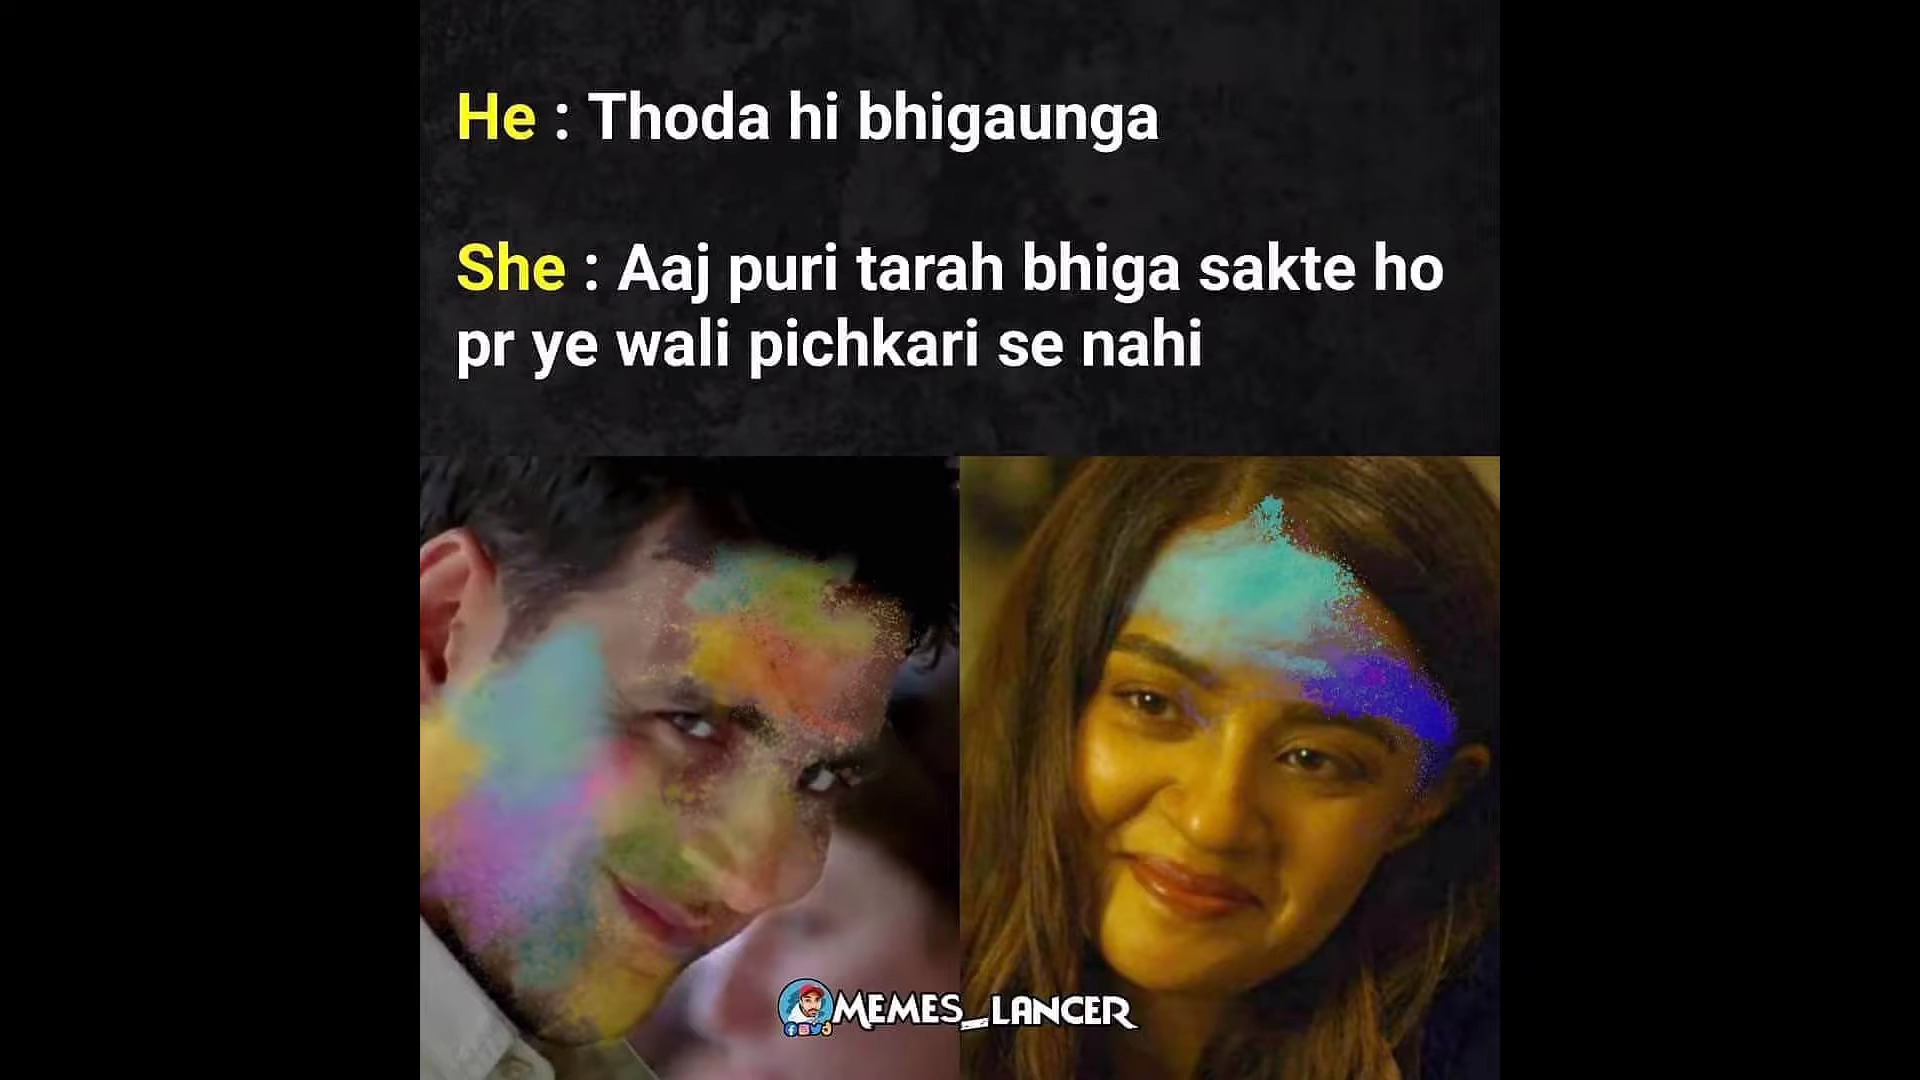 He : Thoda hi bhigaunga
She : Aaj puri tarah bhiga sakte ho
pr ye wali pichkari se nahi
MEMES_LANCER